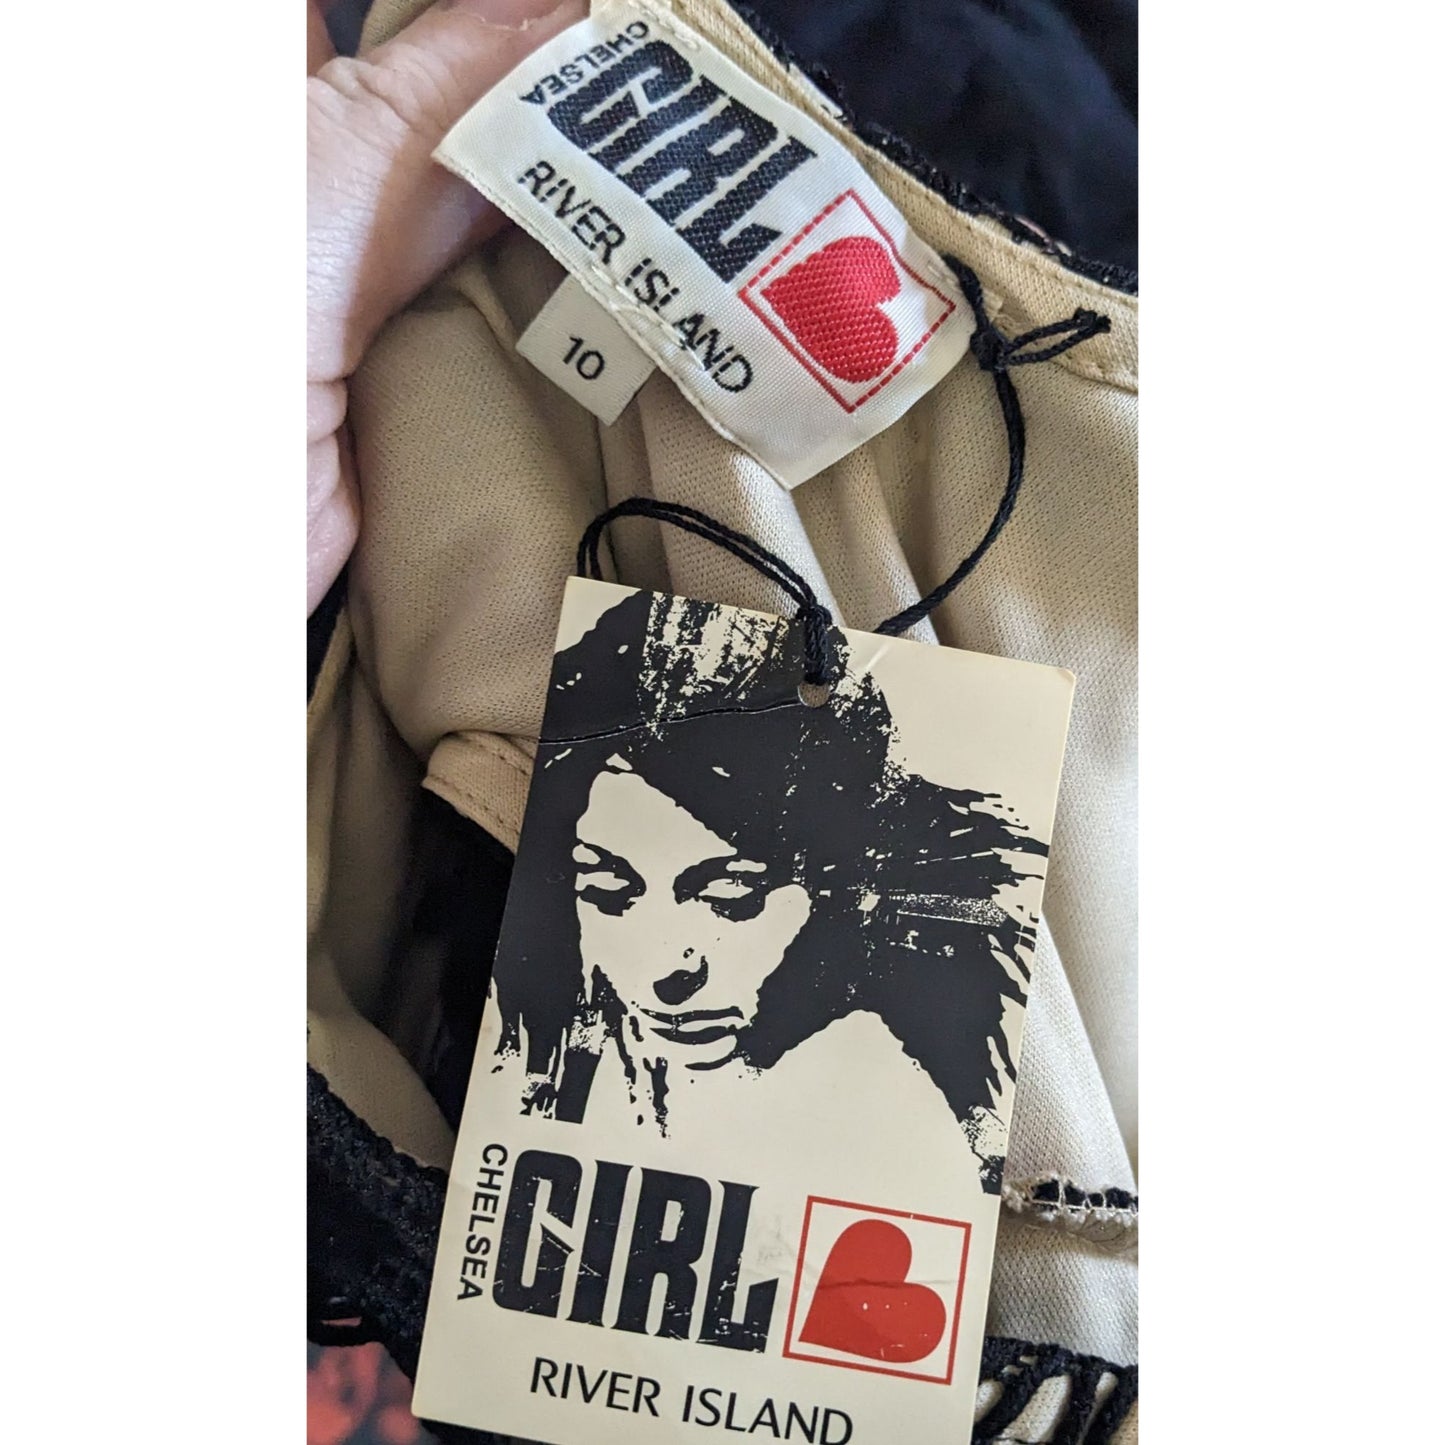 CHELSEA
GIRL
RiVER iSLAND
10
CHELSEA
GIRL
RIVER ISLAND